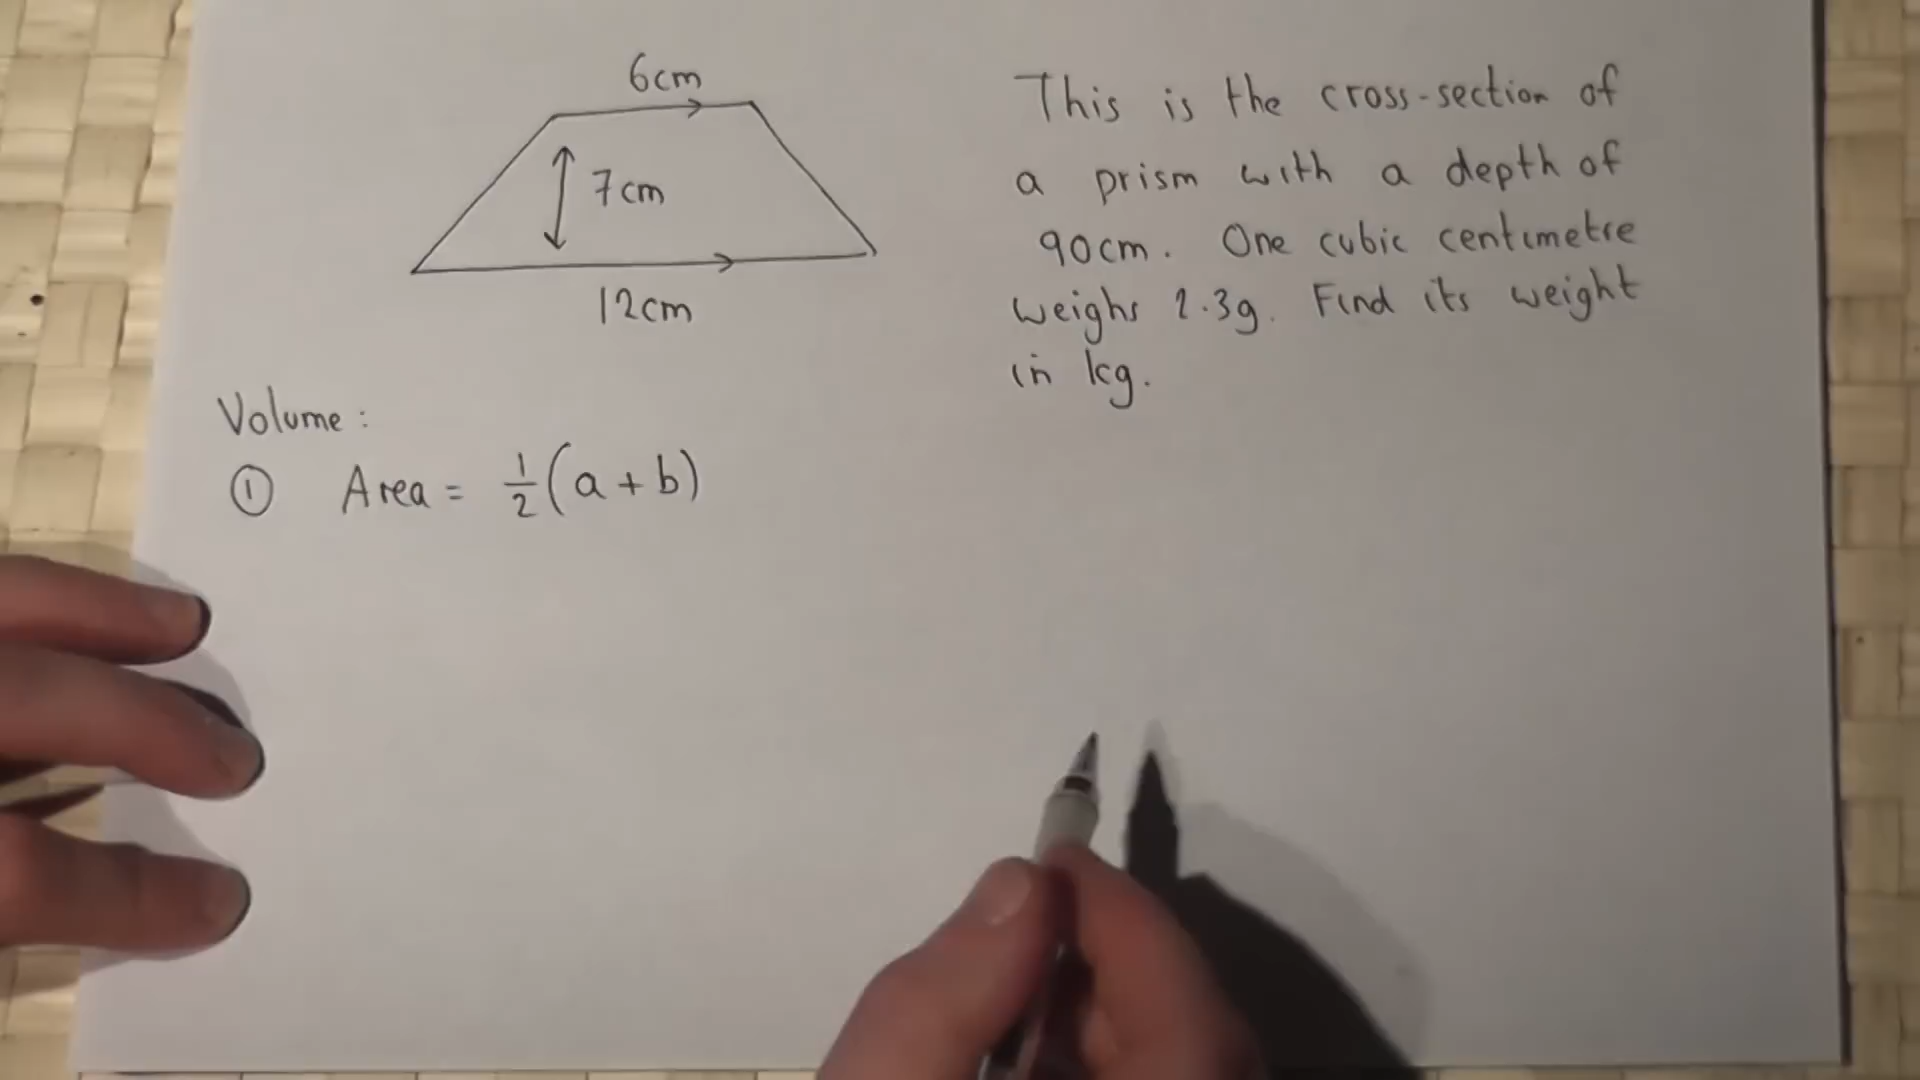 6cm
7cm
12cm
This is the cross-section of
a prism with a depth of
90cm. One cubic centimetre
weighs 2.3g. Find its weight
in kg.
Volume:
① Area = 1/2(a+b)